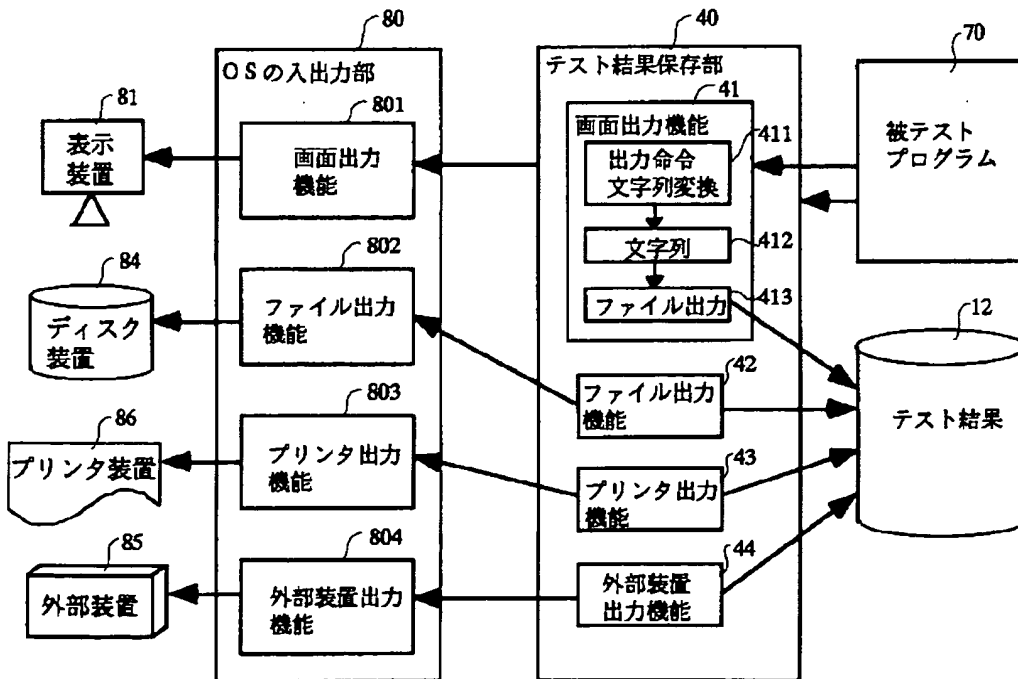 80
40
70
OSの入出力部
テスト結果保存部
81
801
41
表示
装置
画面出力
機能
画面出力機能
411
出力命令
文字列変換
被テスト
プログラム
文字列
412
84
802
ファイル出力
413
12
ディスク
装置
ファイル出力
機能
ファイル出力
機能
42
テスト結果
86
803
プリンタ装置
プリンタ出力
機能
プリンタ出力
機能
43
85
804
外部装置
外部装置出力
機能
外部装置
出力機能
44